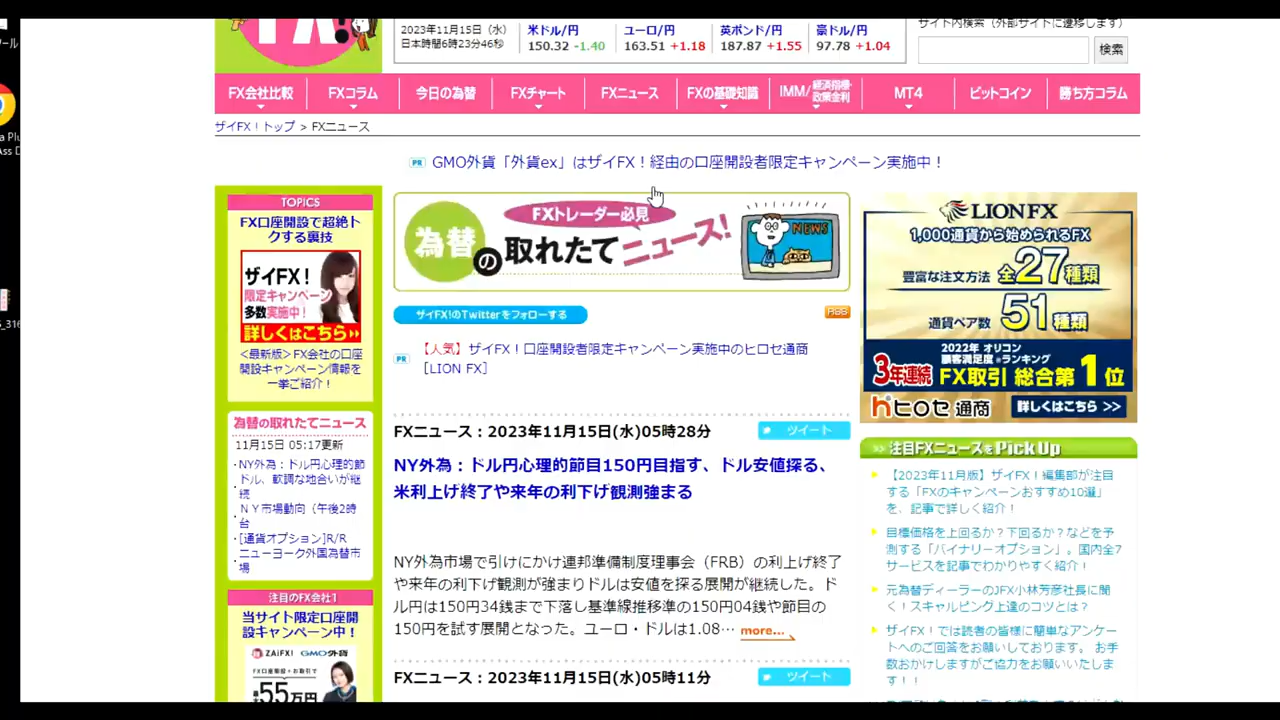 ール
a Plu
Ass D
S_316
FX!
2023年11月15日 (水)
日本時間6時23分46秒
米ドル/円
150.32 -1.40
ユーロ/円
163.51 +1.18
英ポンド/円
187.87 +1.55
豪ドル/円
97.78 +1.04
サイト内検索(外部サイトに遷移します)
検索
FX会社比較
FXコラム
今日の為替
FXチャート
FXニュース
FXの基礎知識
IMM/経済指標・政策金利
MT4
ビットコイン
勝ち方コラム
ザイFX!トップ > FXニュース
PR GMO外貨「外貨ex」はザイFX!経由の口座開設者限定キャンペーン実施中!
TOPICS
FX口座開設で超絶ト
クする裏技
ザイFX!
限定キャンペーン
多数実施中!
詳しくはこちら
<最新版>FX会社の口座
開設キャンペーン情報を
一挙ご紹介!
為替の取れたてニュース
11月15日 05:17更新
・NY外為:ドル円心理的節
ドル、軟調な地合いが継
続
・NY市場動向(午後2時
台
・[通貨オプション]R/R
・ニューヨーク外国為替市
場
注目のFX会社1
当サイト限定口座開
設キャンペーン中!
ZAiFX! GMO外貨
FX口座開設+お取引で
55万円
FXトレーダー必見
為替の取れたてニュース!
NEWS
ザイFX!のTwitterをフォローする
RSS
PR 【人気】ザイFX!口座開設者限定キャンペーン実施中のヒロセ通商
[LION FX]
FXニュース:2023年11月15日(水)05時28分
ツイート
NY外為:ドル円心理的節目150円目指す、ドル安値探る、
米利上げ終了や来年の利下げ観測強まる
NY外為市場で引けにかけ連邦準備制度理事会(FRB)の利上げ終了
や来年の利下げ観測が強まりドルは安値を探る展開が継続した。ド
ル円は150円34銭まで下落し基準線推移準の150円04銭や節目の
150円を試す展開となった。ユーロ・ドルは1.08… more...
FXニュース:2023年11月15日(水)05時11分
ツイート
LION FX
1,000通貨から始められるFX
豊富な注文方法 全27種類
通貨ペア数 51種類
2022年 オリコン
顧客満足度®ランキング
3年連続 FX取引 総合第1位
ヒロセ通商
詳しくはこちら >>
注目FXニュースをPick Up
【2023年11月版】ザイFX!編集部が注目
する「FXのキャンペーンおすすめ10選」
を、記事で詳しく紹介!
目標価格を上回るか?下回るか?などを予
測する「バイナリーオプション」。国内全7
サービスを記事でわかりやすく紹介!
元為替ディーラーのJFX小林芳彦社長に聞
く!スキャルピング上達のコツとは?
ザイFX!では読者の皆様に簡単なアンケー
トへのご回答をお願いしております。 お手
数おかけしますがご協力をお願いいたしま
す!!